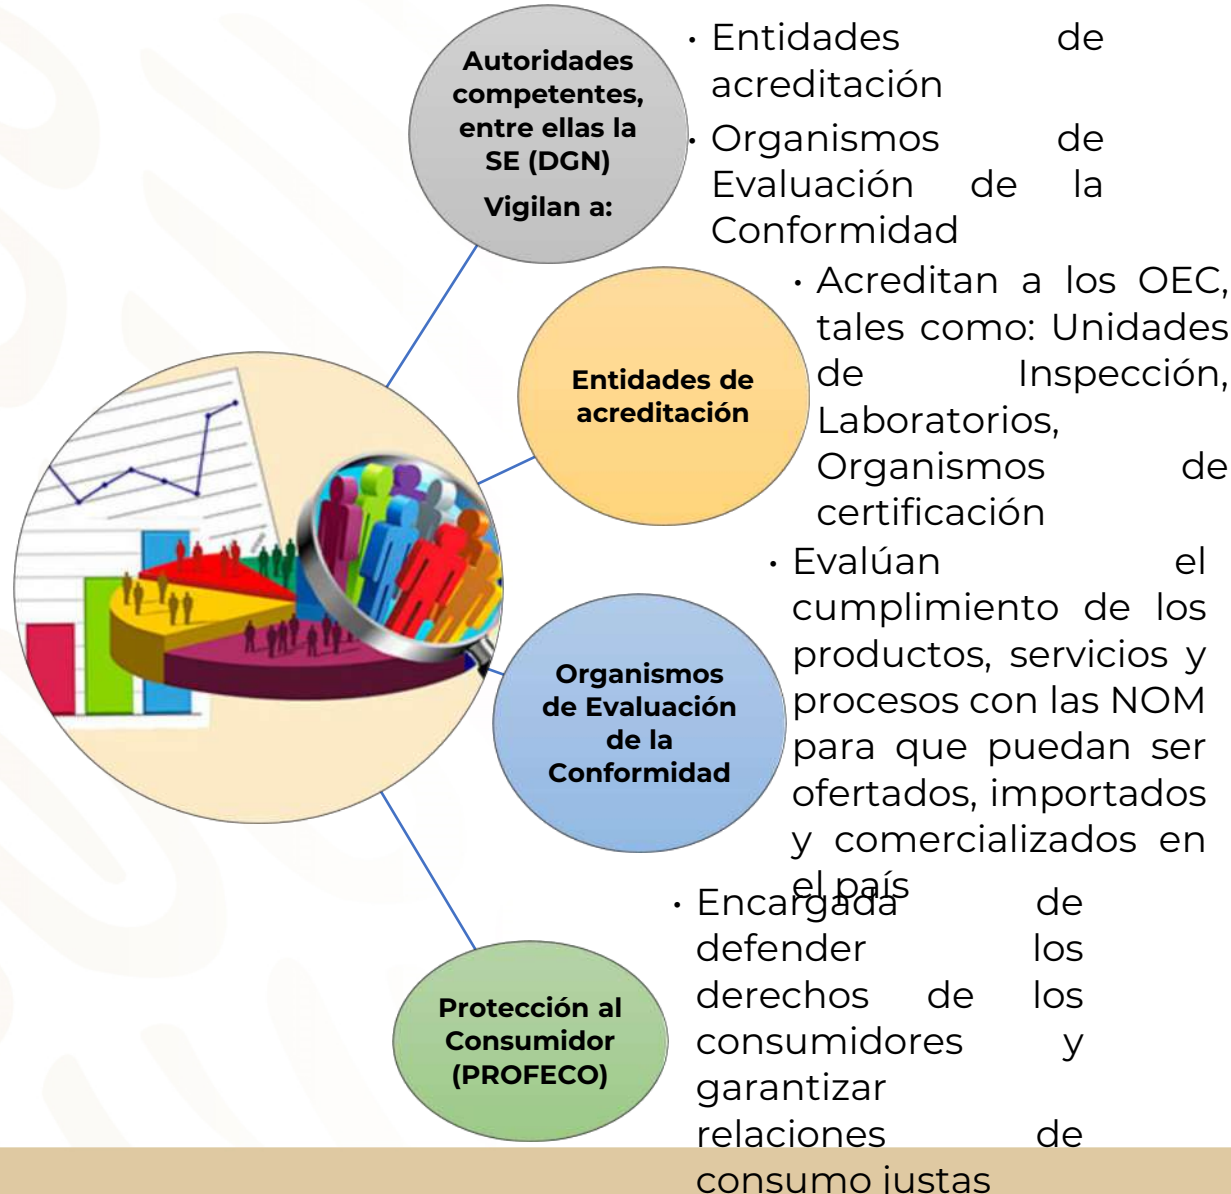 Autoridades
competentes,
entre ellas la
SE (DGN)
Vigilan a:
· Entidades de
acreditación
· Organismos de
Evaluación de la
Conformidad
Entidades de
acreditación
· Acreditan a los OEC,
tales como: Unidades
de Inspección,
Laboratorios,
Organismos de
certificación
Organismos
de Evaluación
de la
Conformidad
· Evalúan el
cumplimiento de los
productos, servicios y
procesos con las NOM
para que puedan ser
ofertados, importados
y comercializados en
el país
Protección al
Consumidor
(PROFECO)
· Encargada de
defender los
derechos de los
consumidores y
garantizar
relaciones de
consumo justas